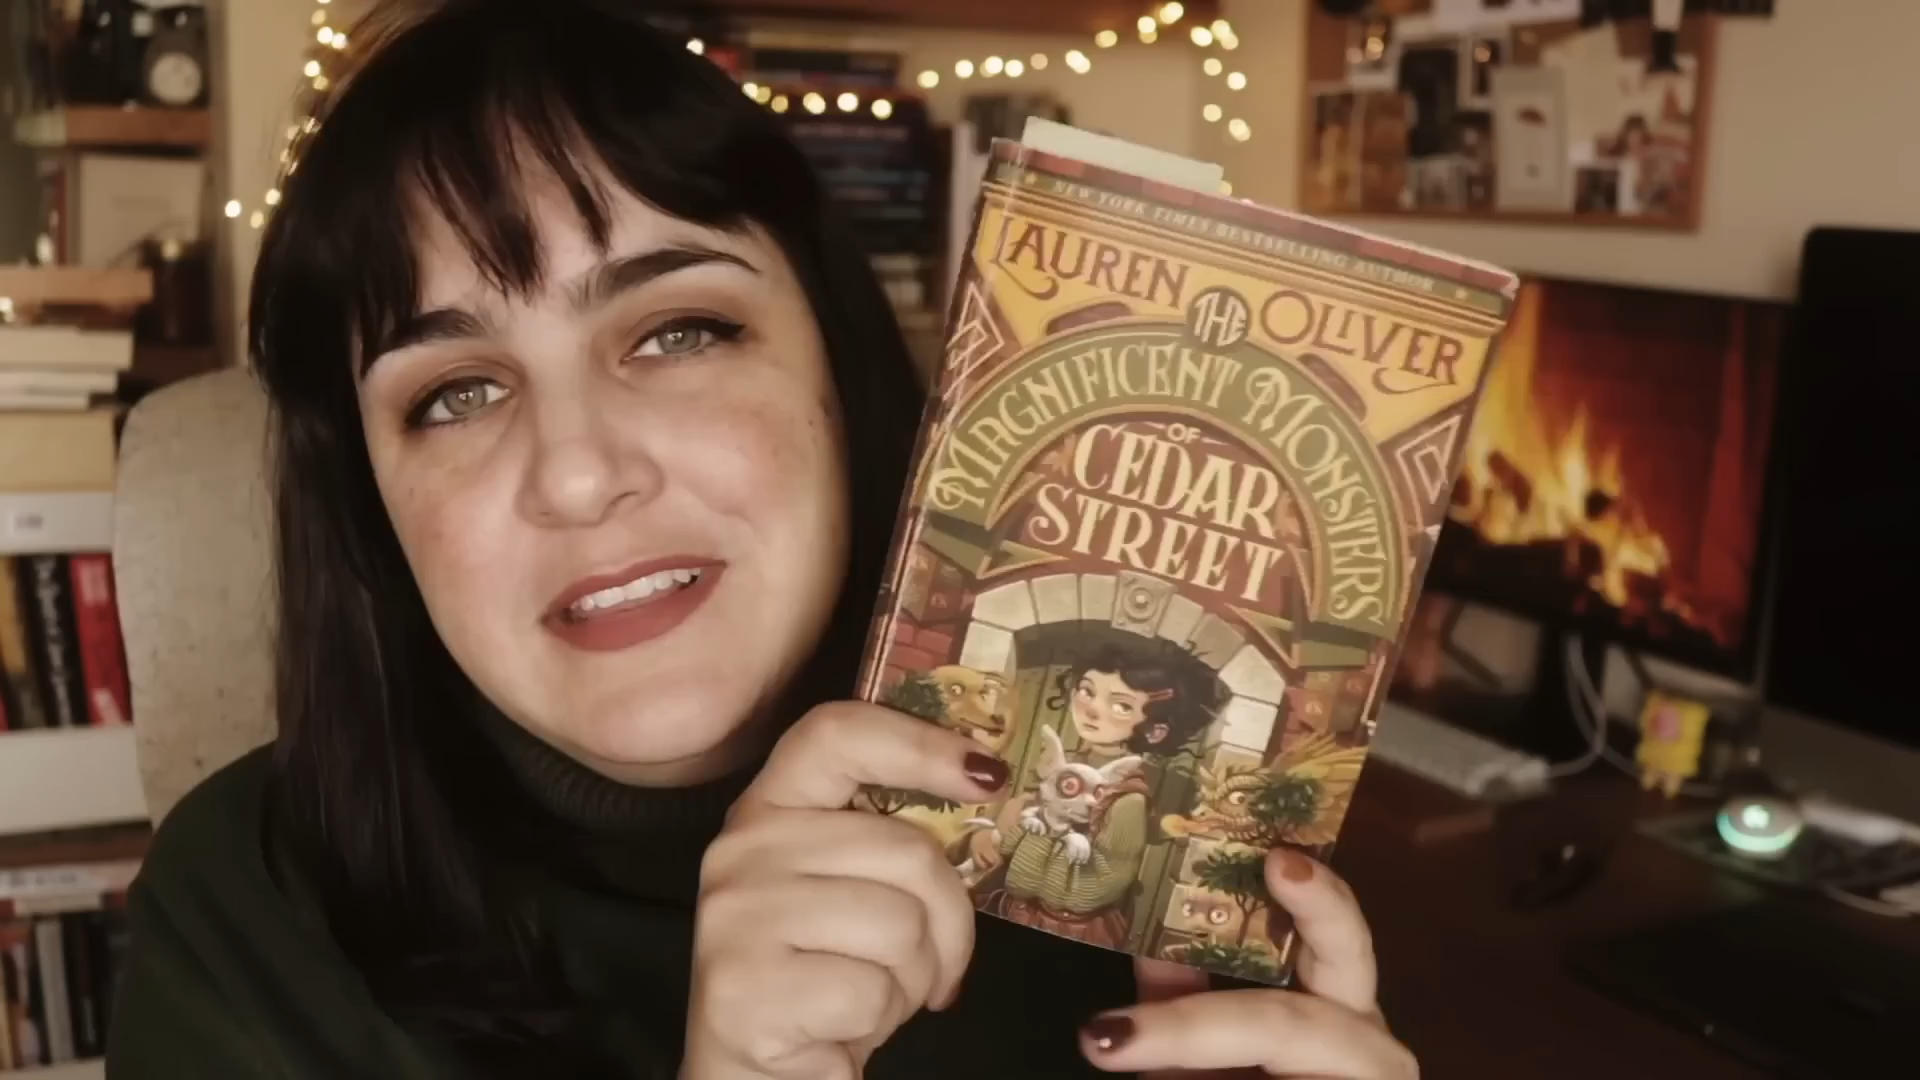 NEW YORK TIMES BESTSELLING AUTHOR
LAUREN OLIVER
THE
MAGNIFICENT MONSTERS
OF
CEDAR
STREET